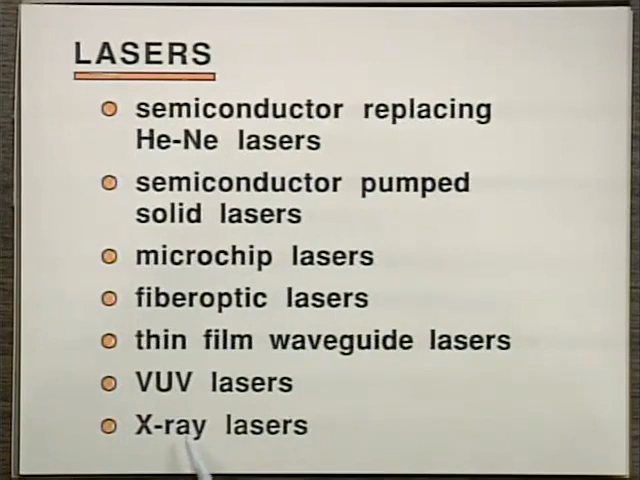 LASERS
semiconductor replacing
He-Ne lasers
semiconductor pumped
solid lasers
microchip lasers
fiberoptic lasers
thin film waveguide lasers
VUV lasers
X-ray lasers